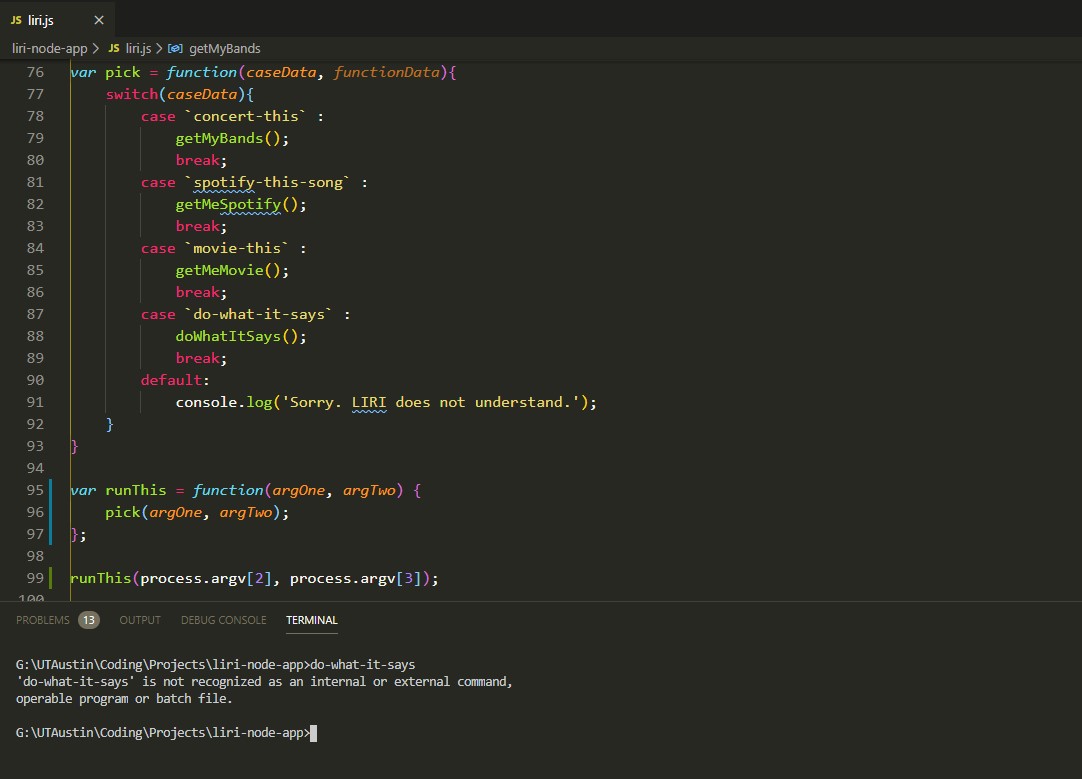 JS liri.js ×
liri-node-app > JS liri.js > getMyBands
76 var pick = function(caseData, functionData){
77     switch(caseData){
78         case `concert-this` :
79             getMyBands();
80             break;
81         case `spotify-this-song` :
82             getMeSpotify();
83             break;
84         case `movie-this` :
85             getMeMovie();
86             break;
87         case `do-what-it-says` :
88             doWhatItSays();
89             break;
90         default:
91             console.log('Sorry. LIRI does not understand.');
92     }
93 }
94
95 var runThis = function(argOne, argTwo) {
96     pick(argOne, argTwo);
97 };
98
99 runThis(process.argv[2], process.argv[3]);
100
PROBLEMS 13 OUTPUT DEBUG CONSOLE TERMINAL
G:\UTAustin\Coding\Projects\liri-node-app>do-what-it-says
'do-what-it-says' is not recognized as an internal or external command,
operable program or batch file.
G:\UTAustin\Coding\Projects\liri-node-app>